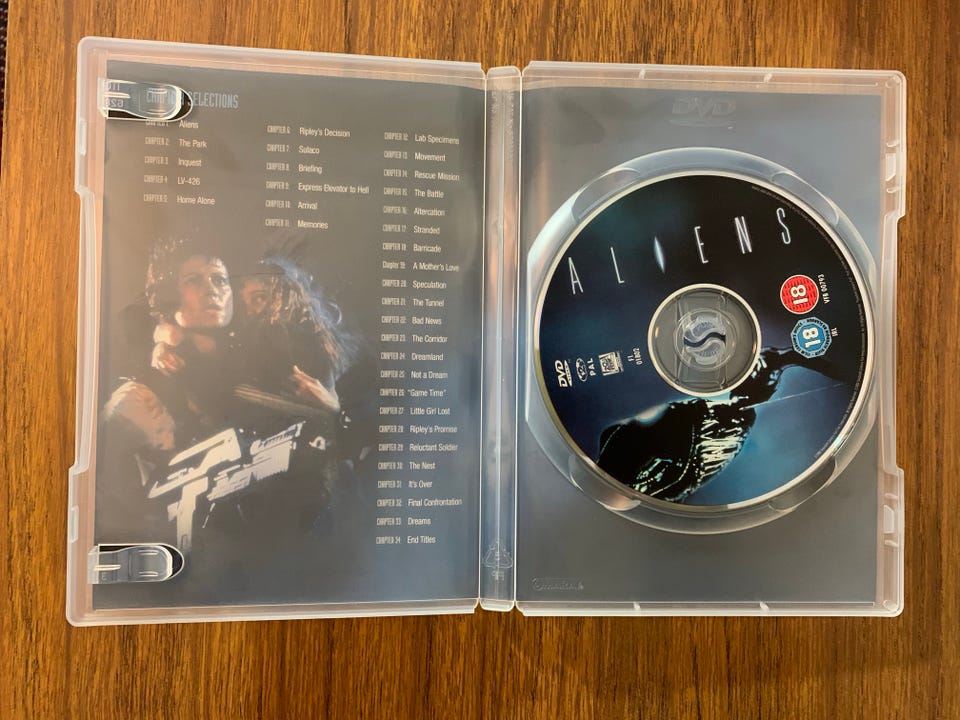 SELECTIONS
Aliens
CHAPTER 2 The Park
CHAPTER 3 Inquest
CHAPTER 4 LV-426
CHAPTER 5 Home Alone
CHAPTER 6 Ripley's Decision
CHAPTER 7 Sulaco
CHAPTER 8 Briefing
CHAPTER 9 Express Elevator to Hell
CHAPTER 10 Arrival
CHAPTER 11 Memories
CHAPTER 12 Lab Specimens
CHAPTER 13 Movement
CHAPTER 14 Rescue Mission
CHAPTER 15 The Battle
CHAPTER 16 Altercation
CHAPTER 17 Stranded
CHAPTER 18 Barricade
Chapter 19 A Mother's Love
CHAPTER 20 Speculation
CHAPTER 21 The Tunnel
CHAPTER 22 Bad News
CHAPTER 23 The Corridor
CHAPTER 24 Dreamland
CHAPTER 25 Not a Dream
CHAPTER 26 "Game Time"
CHAPTER 27 Little Girl Lost
CHAPTER 28 Ripley's Promise
CHAPTER 29 Reluctant Soldier
CHAPTER 30 The Nest
CHAPTER 31 It's Over
CHAPTER 32 Final Confrontation
CHAPTER 33 Dreams
CHAPTER 34 End Titles
DVD
ALIENS
18
VFA 06793
18
IRL
DVD
2
PAL
F1
01802